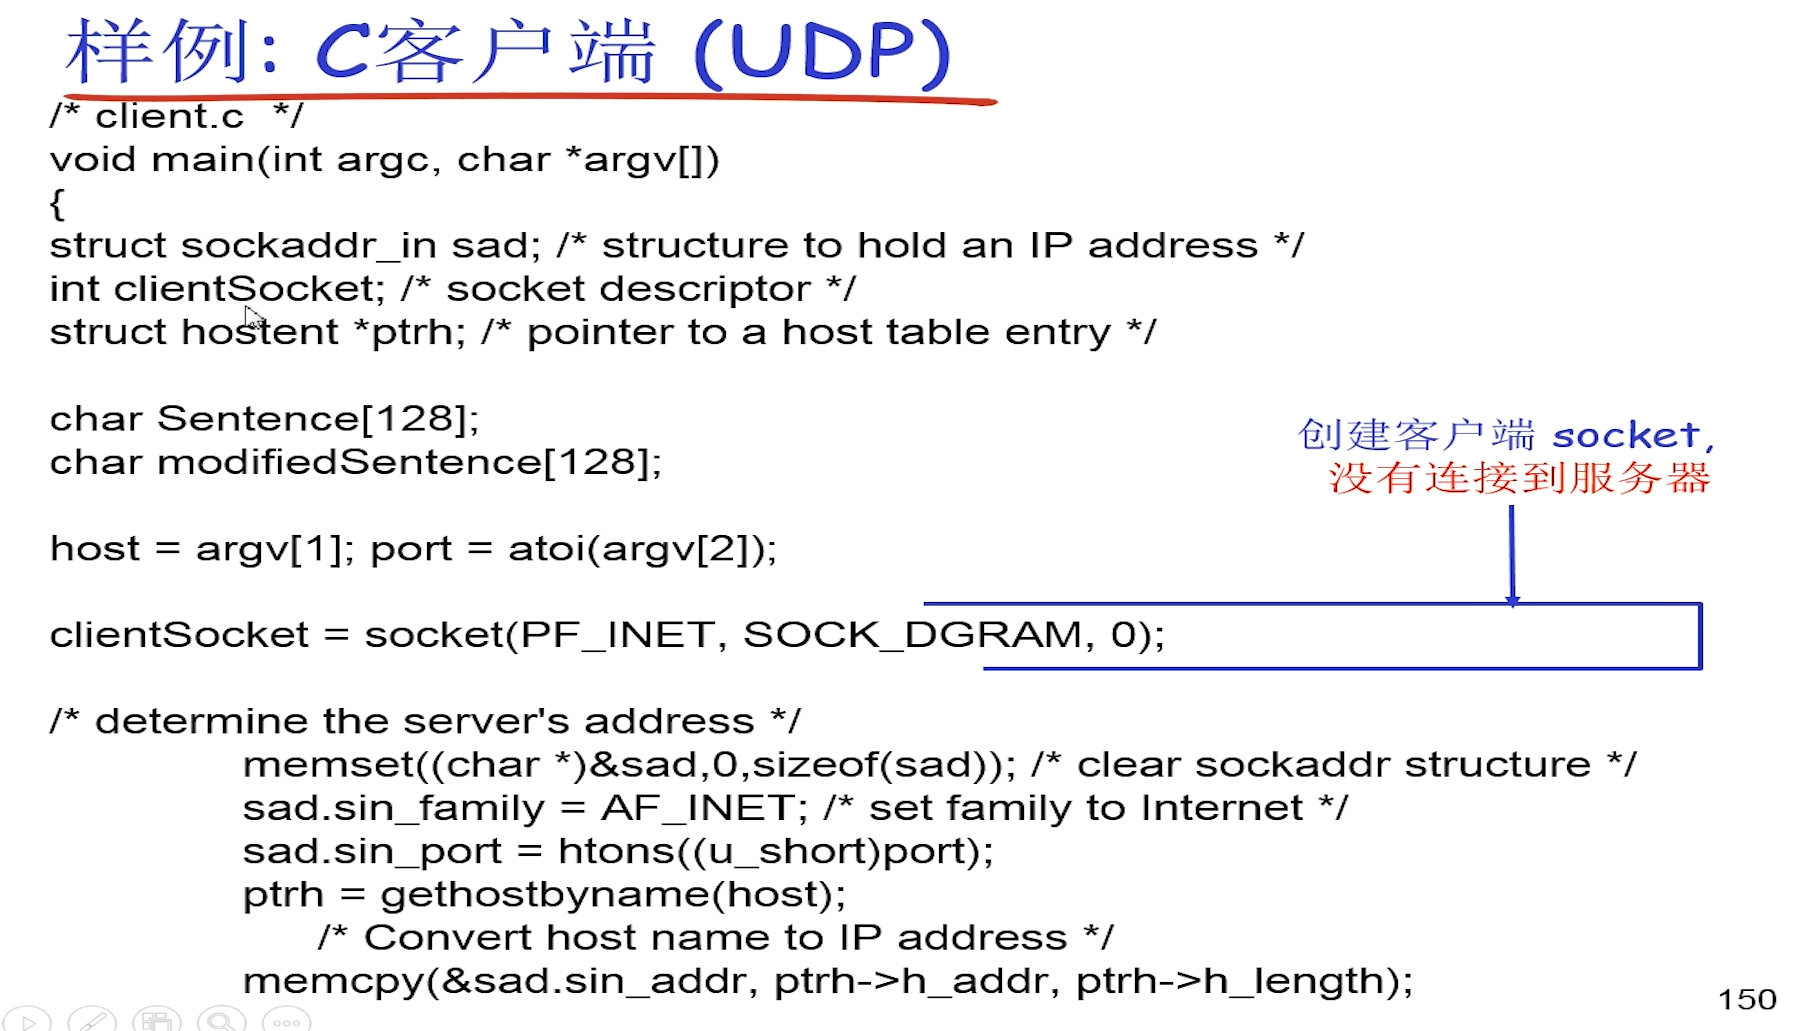 样例: C客户端 (UDP)
/* client.c  */
void main(int argc, char *argv[])
{
struct sockaddr_in sad; /* structure to hold an IP address */
int clientSocket; /* socket descriptor */
struct hostent *ptrh; /* pointer to a host table entry */
char Sentence[128];
char modifiedSentence[128];
创建客户端 socket,
没有连接到服务器
host = argv[1]; port = atoi(argv[2]);
clientSocket = socket(PF_INET, SOCK_DGRAM, 0);
/* determine the server's address */
memset((char *)&sad,0,sizeof(sad)); /* clear sockaddr structure */
sad.sin_family = AF_INET; /* set family to Internet */
sad.sin_port = htons((u_short)port);
ptrh = gethostbyname(host);
/* Convert host name to IP address */
memcpy(&sad.sin_addr, ptrh->h_addr, ptrh->h_length);
150